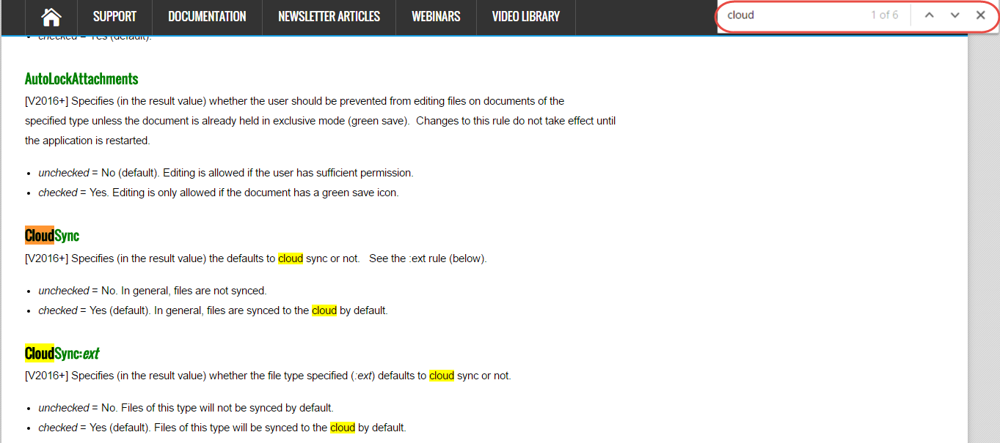 SUPPORT DOCUMENTATION NEWSLETTER ARTICLES WEBINARS VIDEO LIBRARY
cloud 1 of 6
• checked = Yes (default).
AutoLockAttachments
[V2016+] Specifies (in the result value) whether the user should be prevented from editing files on documents of the
specified type unless the document is already held in exclusive mode (green save).  Changes to this rule do not take effect until
the application is restarted.
• unchecked = No (default). Editing is allowed if the user has sufficient permission.
• checked = Yes. Editing is only allowed if the document has a green save icon.
CloudSync
[V2016+] Specifies (in the result value) the defaults to cloud sync or not.   See the :ext rule (below).
• unchecked = No. In general, files are not synced.
• checked = Yes (default). In general, files are synced to the cloud by default.
CloudSync:ext
[V2016+] Specifies (in the result value) whether the file type specified (:ext) defaults to cloud sync or not.
• unchecked = No. Files of this type will not be synced by default.
• checked = Yes (default). Files of this type will be synced to the cloud by default.